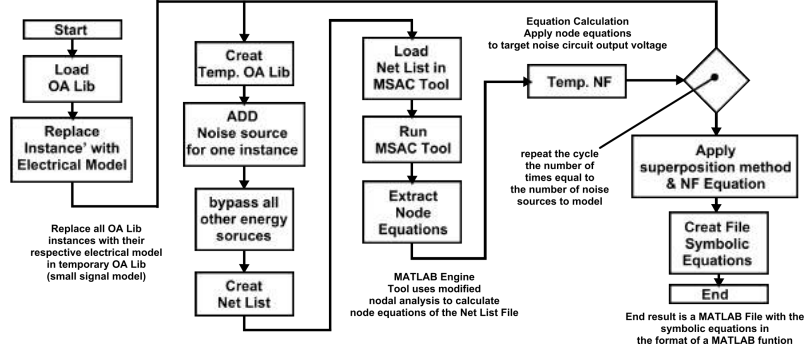 Start
Load
OA Lib
Replace
Instance' with
Electrical Model
Replace all OA Lib
instances with their
respective electrical model
in temporary OA Lib
(small signal model)
Creat
Temp. OA Lib
ADD
Noise source
for one instance
bypass all
other energy
soruces
Creat
Net List
Load
Net List in
MSAC Tool
Run
MSAC Tool
Extract
Node
Equations
MATLAB Engine
Tool uses modified
nodal analysis to calculate
node equations of the Net List File
Equation Calculation
Apply node equations
to target noise circuit output voltage
Temp. NF
repeat the cycle
the number of
times equal to
the number of noise
sources to model
Apply
superposition method
& NF Equation
Creat File
Symbolic
Equations
End
End result is a MATLAB File with the
symbolic equations in
the format of a MATLAB funtion